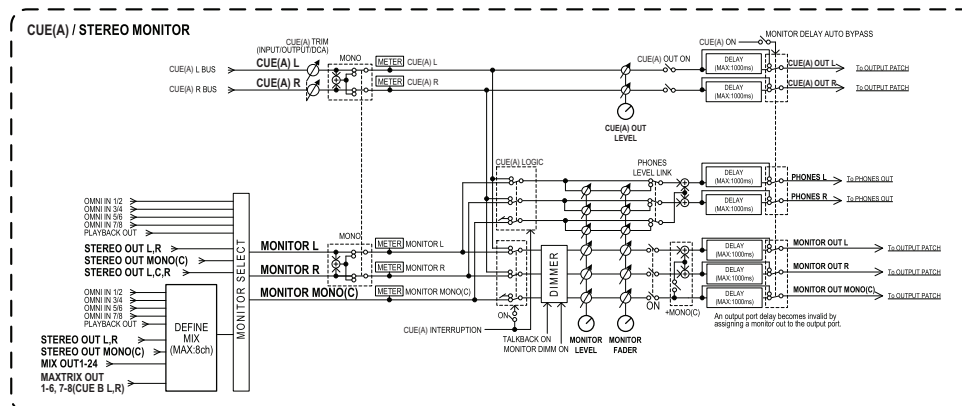 CUE(A) / STEREO MONITOR
CUE(A) TRIM
(INPUT/OUTPUT/DCA)
MONO
CUE(A) L BUS
CUE(A) L
METER CUE(A) L
CUE(A) R BUS
CUE(A) R
METER CUE(A) R
CUE(A) ON
MONITOR DELAY AUTO BYPASS
CUE(A) OUT ON
DELAY
(MAX:1000ms)
CUE(A) OUT L
To OUTPUT PATCH
DELAY
(MAX:1000ms)
CUE(A) OUT R
To OUTPUT PATCH
CUE(A) OUT
LEVEL
CUE(A) LOGIC
PHONES
LEVEL LINK
DELAY
(MAX:1000ms)
PHONES L
To PHONES OUT
DELAY
(MAX:1000ms)
PHONES R
To PHONES OUT
OMNI IN 1/2
OMNI IN 3/4
OMNI IN 5/6
OMNI IN 7/8
PLAYBACK OUT
STEREO OUT L,R
STEREO OUT MONO(C)
STEREO OUT L,C,R
OMNI IN 1/2
OMNI IN 3/4
OMNI IN 5/6
OMNI IN 7/8
PLAYBACK OUT
STEREO OUT L,R
STEREO OUT MONO(C)
MIX OUT1-24
MAXTRIX OUT
1-6, 7-8(CUE B L,R)
DEFINE
MIX
(MAX:8ch)
MONITOR SELECT
MONO
MONITOR L
METER MONITOR L
MONITOR R
METER MONITOR R
MONITOR MONO(C)
METER MONITOR MONO(C)
ON
CUE(A) INTERRUPTION
DIMMER
TALKBACK ON
MONITOR DIMM ON
MONITOR
LEVEL
MONITOR
FADER
ON
+MONO(C)
DELAY
(MAX:1000ms)
MONITOR OUT L
To OUTPUT PATCH
DELAY
(MAX:1000ms)
MONITOR OUT R
To OUTPUT PATCH
DELAY
(MAX:1000ms)
MONITOR OUT MONO(C)
To OUTPUT PATCH
An output port delay becomes invalid by
assigning a monitor out to the output port.